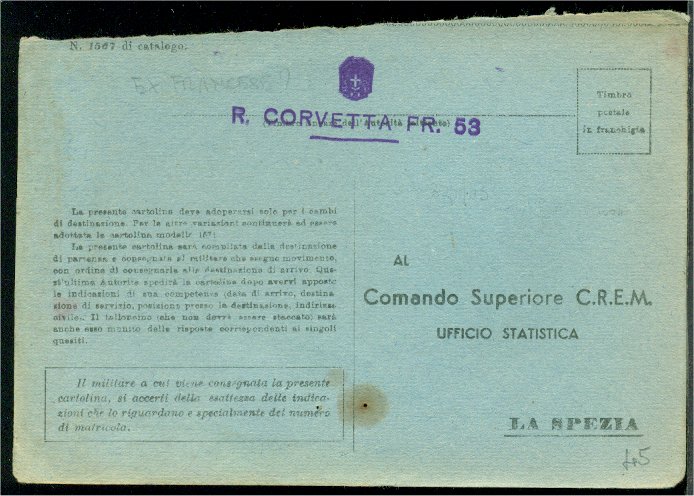 N. 1567 di catalogo.
EX FRANCESE
R. CORVETTA FR. 53
dell'Autorità
Timbro
postale
in franchigia
La presente cartolina deve adoperarsi solo per i cambi
di destinazione. Per le altre variazioni continuerà ad essere
adottata la cartolina modello 157.
La presente cartolina sarà compilata dalla destinazione
di partenza e consegnata al militare che esegue movimento,
con ordine di consegnarla alla destinazione di arrivo. Que-
st'ultima Autorità spedirà la cartolina dopo avervi apposte
le indicazioni di sua competenza (data di arrivo, destina-
zione di servizio, posizione presso la destinazione, indirizzo
civile). Il talloncino (che non dovrà essere staccato) sarà
anche esso munito delle risposte corrispondenti ai singoli
quesiti.
Il militare a cui viene consegnata la presente
cartolina, si accerti della esattezza delle indica-
zioni che lo riguardano e specialmente del numero
di matricola.
AL
Comando Superiore C.R.E.M.
UFFICIO STATISTICA
LA SPEZIA
45